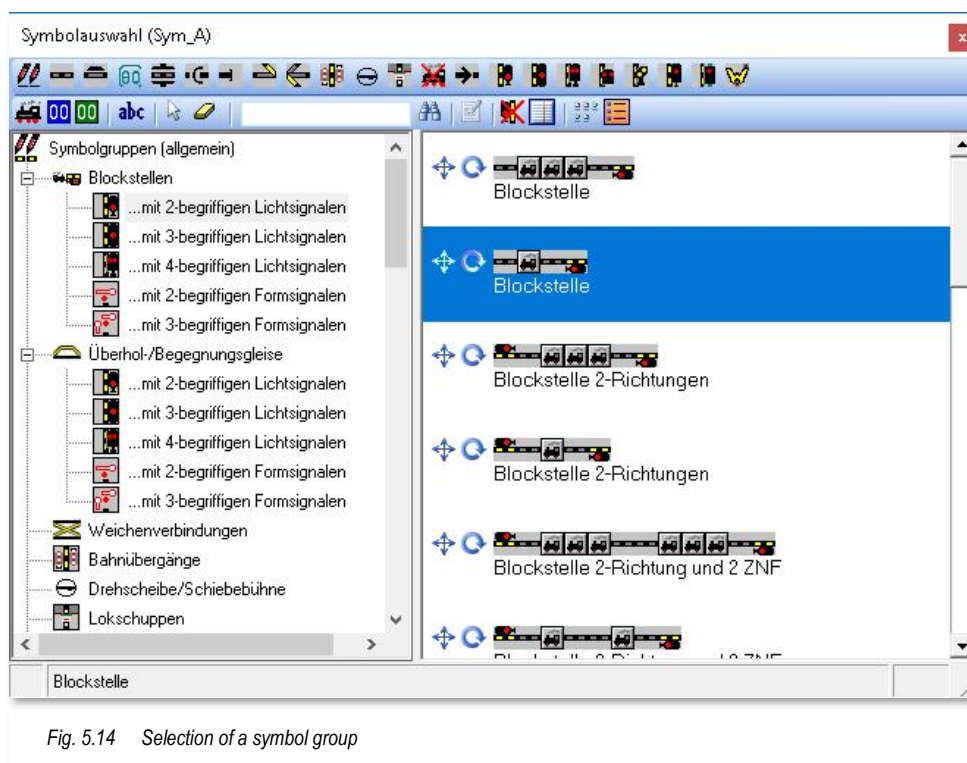 Symbolauswahl (Sym_A)
x
00 00 abc
Symbolgruppen (allgemein)
Blockstellen
...mit 2-begriffigen Lichtsignalen
...mit 3-begriffigen Lichtsignalen
...mit 4-begriffigen Lichtsignalen
...mit 2-begriffigen Formsignalen
...mit 3-begriffigen Formsignalen
Überhol-/Begegnungsgleise
...mit 2-begriffigen Lichtsignalen
...mit 3-begriffigen Lichtsignalen
...mit 4-begriffigen Lichtsignalen
...mit 2-begriffigen Formsignalen
...mit 3-begriffigen Formsignalen
Weichenverbindungen
Bahnübergänge
Drehscheibe/Schiebebühne
Lokschuppen
Blockstelle
Blockstelle
Blockstelle 2-Richtungen
Blockstelle 2-Richtungen
Blockstelle 2-Richtung und 2 ZNF
Blockstelle
Fig. 5.14 Selection of a symbol group